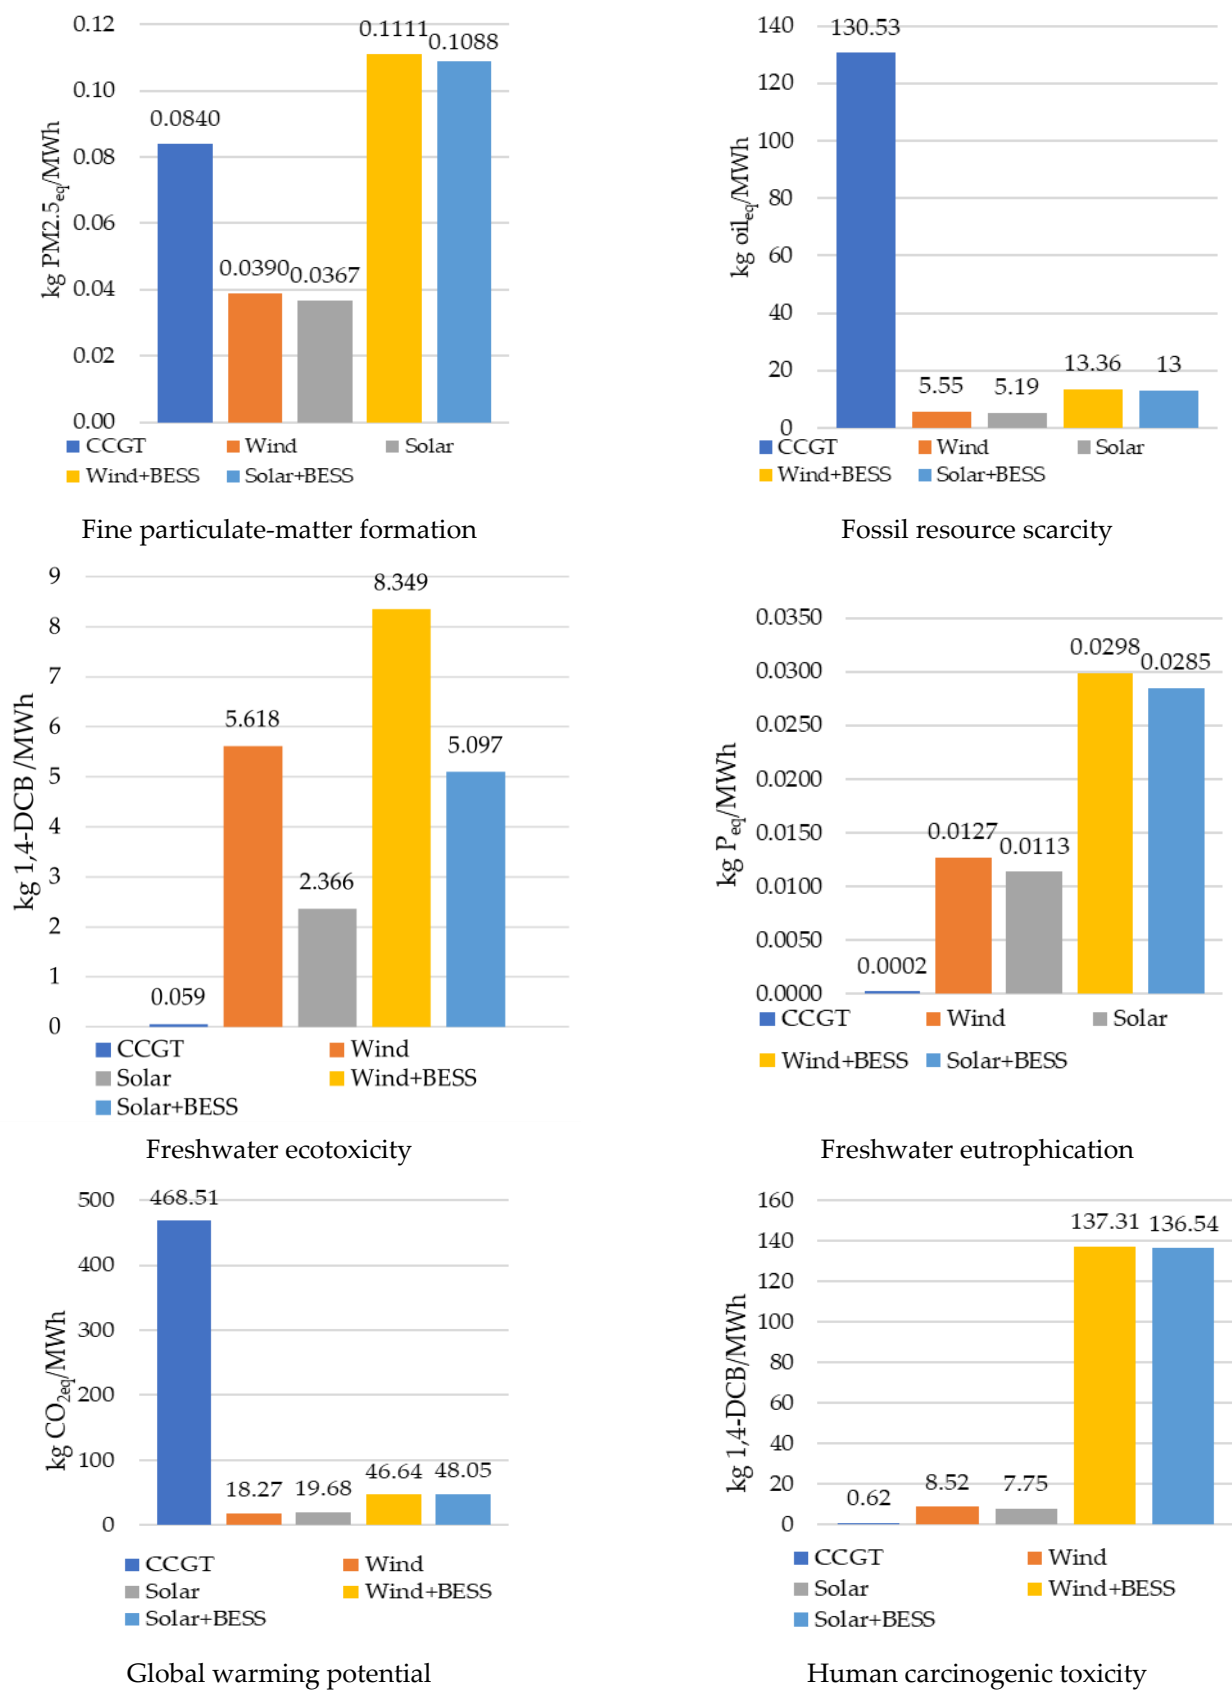 0.12
0.10
0.08
0.06
0.04
0.02
0.00
kg PM2.5eq/MWh
0.0840
0.0390
0.0367
0.1111
0.1088
CCGT Wind Solar
Wind+BESS Solar+BESS
Fine particulate-matter formation
140
120
100
80
60
40
20
0
kg oileq/MWh
130.53
5.55
5.19
13.36
13
CCGT Wind Solar
Wind+BESS Solar+BESS
Fossil resource scarcity
9
8
7
6
5
4
3
2
1
0
kg 1,4-DCB /MWh
0.059
5.618
2.366
8.349
5.097
CCGT Wind
Solar Wind+BESS
Solar+BESS
Freshwater ecotoxicity
0.0350
0.0300
0.0250
0.0200
0.0150
0.0100
0.0050
0.0000
kg Peq/MWh
0.0002
0.0127
0.0113
0.0298
0.0285
CCGT Wind Solar
Wind+BESS Solar+BESS
Freshwater eutrophication
500
400
300
200
100
0
kg CO2eq/MWh
468.51
18.27
19.68
46.64
48.05
CCGT Wind
Solar Wind+BESS
Solar+BESS
Global warming potential
160
140
120
100
80
60
40
20
0
kg 1,4-DCB/MWh
0.62
8.52
7.75
137.31
136.54
CCGT Wind
Solar Wind+BESS
Solar+BESS
Human carcinogenic toxicity